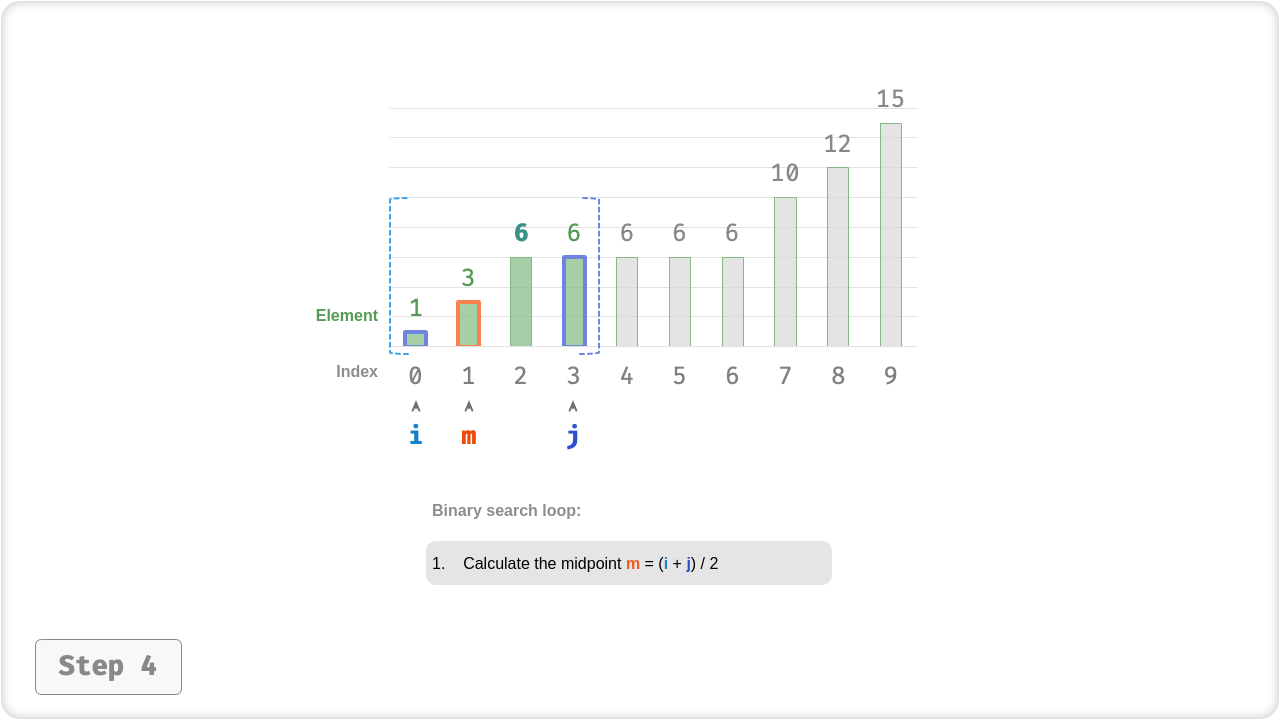 15
12
10
6 6 6 6 6
3
1
Element
Index 0 1 2 3 4 5 6 7 8 9
i m j
Binary search loop:
1. Calculate the midpoint m = (i + j) / 2
Step 4